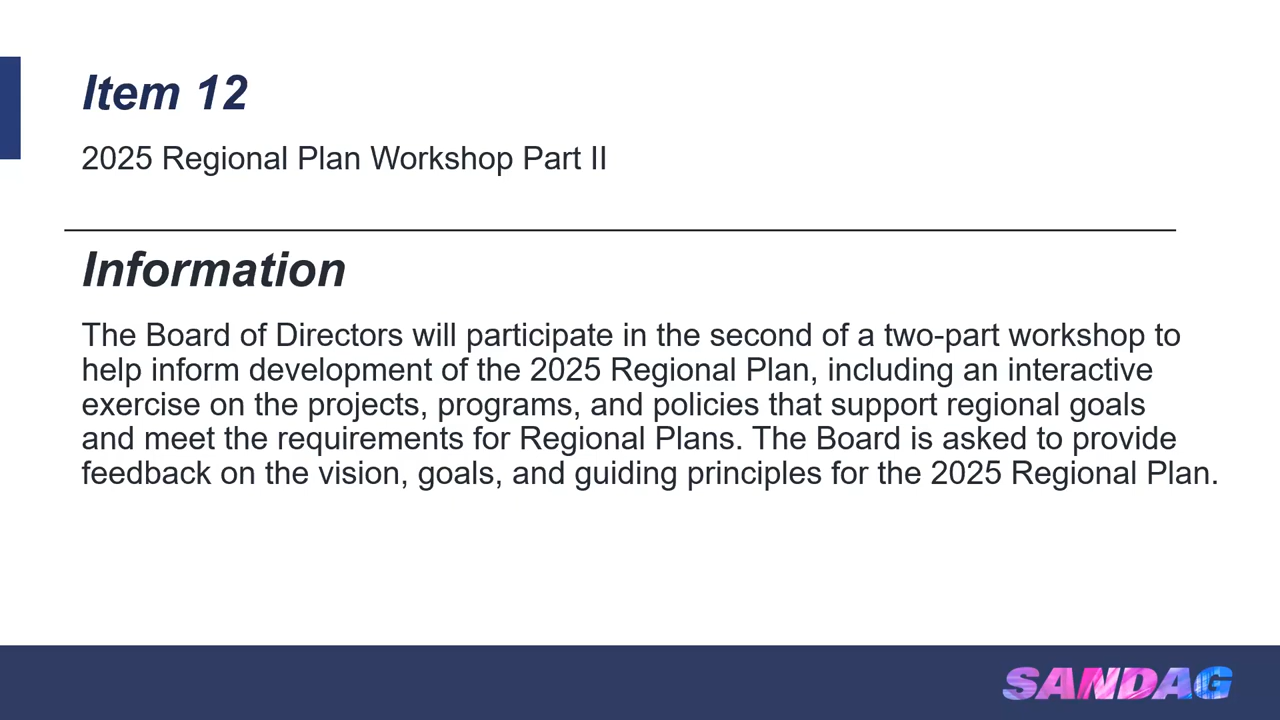 Item 12
2025 Regional Plan Workshop Part II
Information
The Board of Directors will participate in the second of a two-part workshop to
help inform development of the 2025 Regional Plan, including an interactive
exercise on the projects, programs, and policies that support regional goals
and meet the requirements for Regional Plans. The Board is asked to provide
feedback on the vision, goals, and guiding principles for the 2025 Regional Plan.
SANDAG